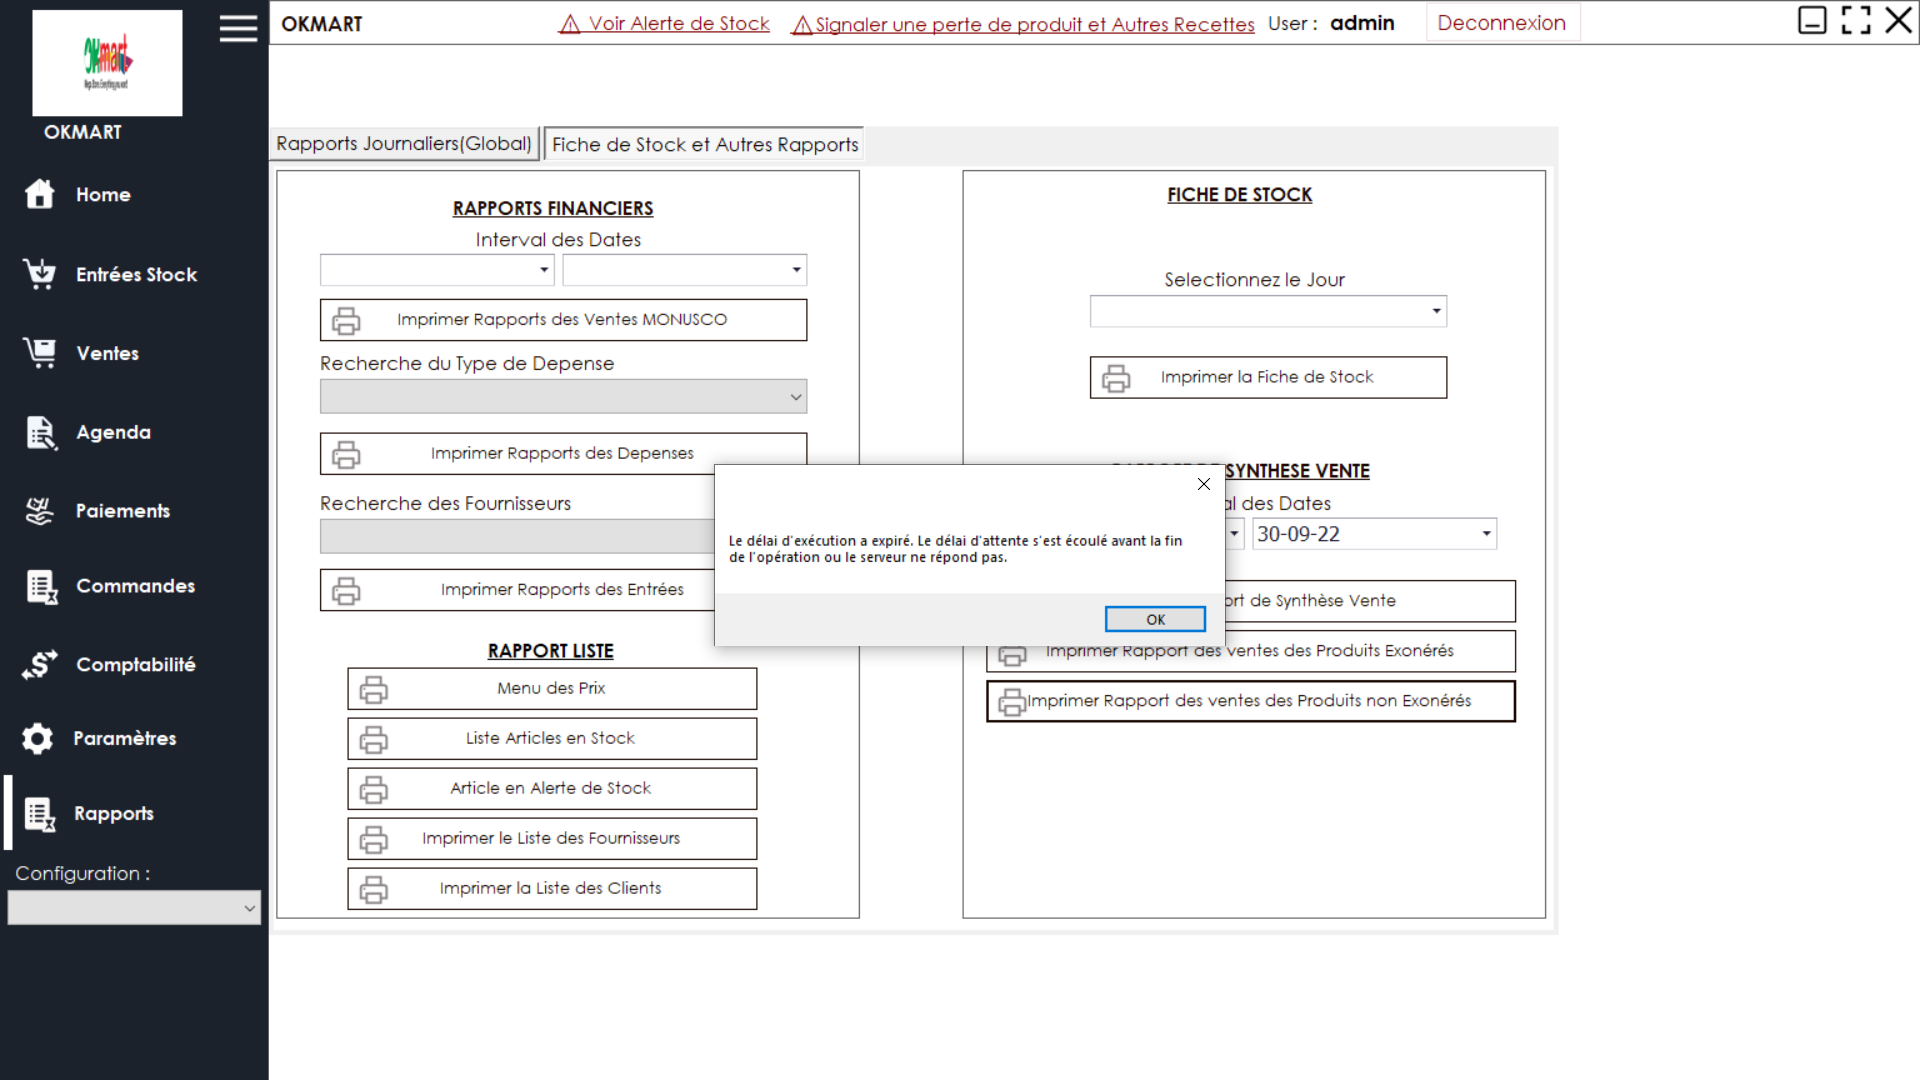 OKmart
OKMART
Home
Entrées Stock
Ventes
Agenda
Paiements
Commandes
Comptabilité
Paramètres
Rapports
Configuration :
OKMART
Voir Alerte de Stock
Signaler une perte de produit et Autres Recettes
User : admin
Deconnexion
Rapports Journaliers(Global)
Fiche de Stock et Autres Rapports
RAPPORTS FINANCIERS
Interval des Dates
Imprimer Rapports des Ventes MONUSCO
Recherche du Type de Depense
Imprimer Rapports des Depenses
Recherche des Fournisseurs
Imprimer Rapports des Entrées
RAPPORT LISTE
Menu des Prix
Liste Articles en Stock
Article en Alerte de Stock
Imprimer le Liste des Fournisseurs
Imprimer la Liste des Clients
Le délai d'exécution a expiré. Le délai d'attente s'est écoulé avant la fin
de l'opération ou le serveur ne répond pas.
OK
FICHE DE STOCK
Selectionnez le Jour
Imprimer la Fiche de Stock
SYNTHESE VENTE
des Dates
30-09-22
de Synthèse Vente
Imprimer Rapport des ventes des Produits Exonérés
Imprimer Rapport des ventes des Produits non Exonérés